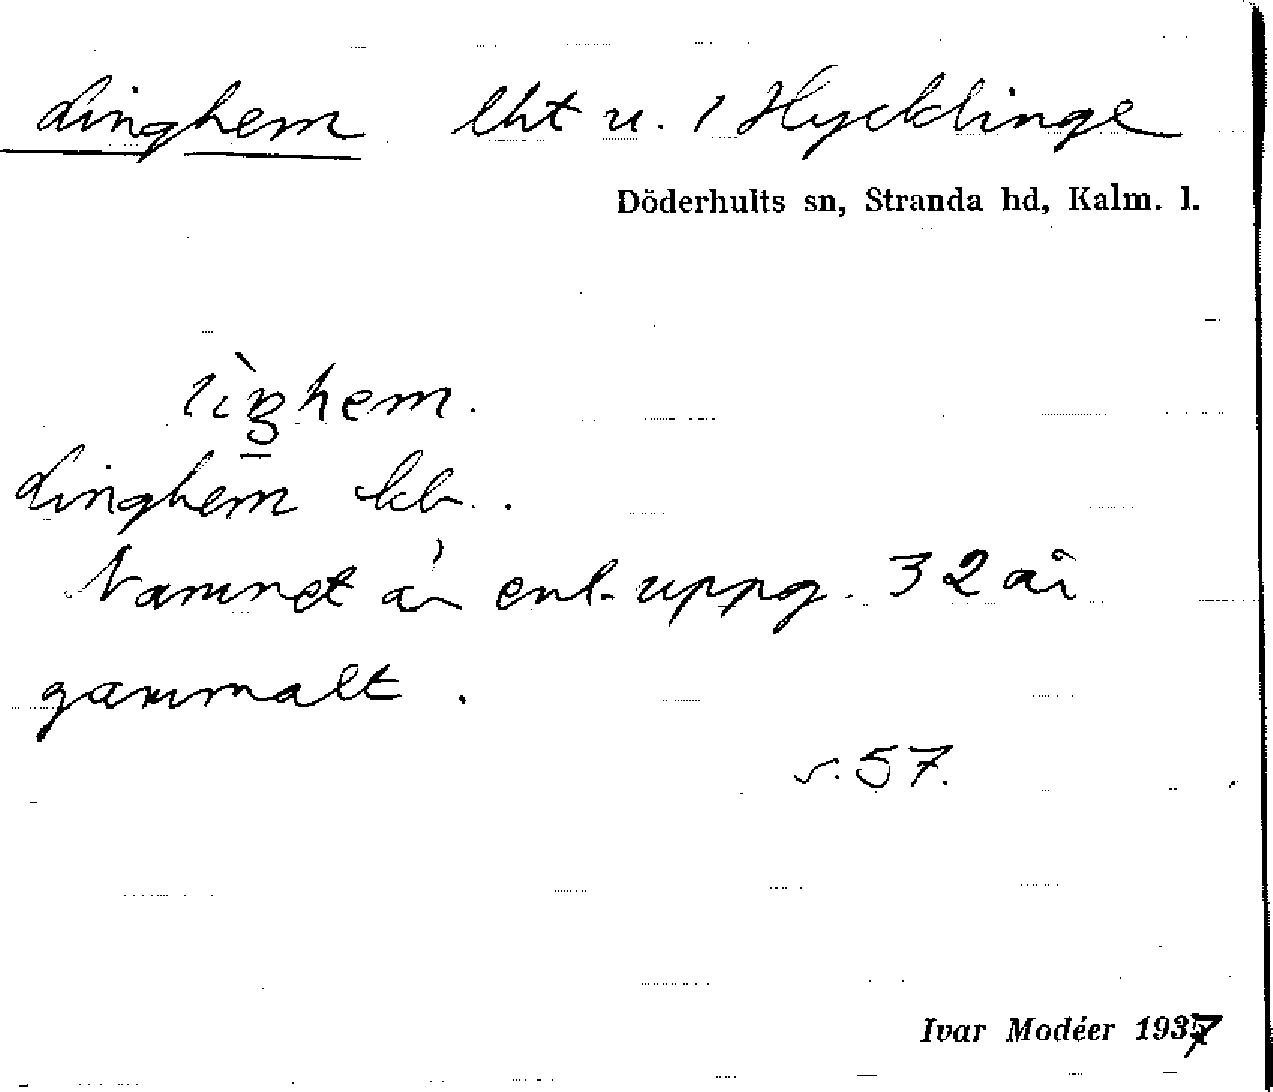 Linghem lht u. 1 Hycklinge
Döderhults sn, Stranda hd, Kalm. l.
lìŋhem.
Linghem kb.
Namnet är enl. uppg. 32 år
gammalt.
s. 57.
Ivar Modéer 1937